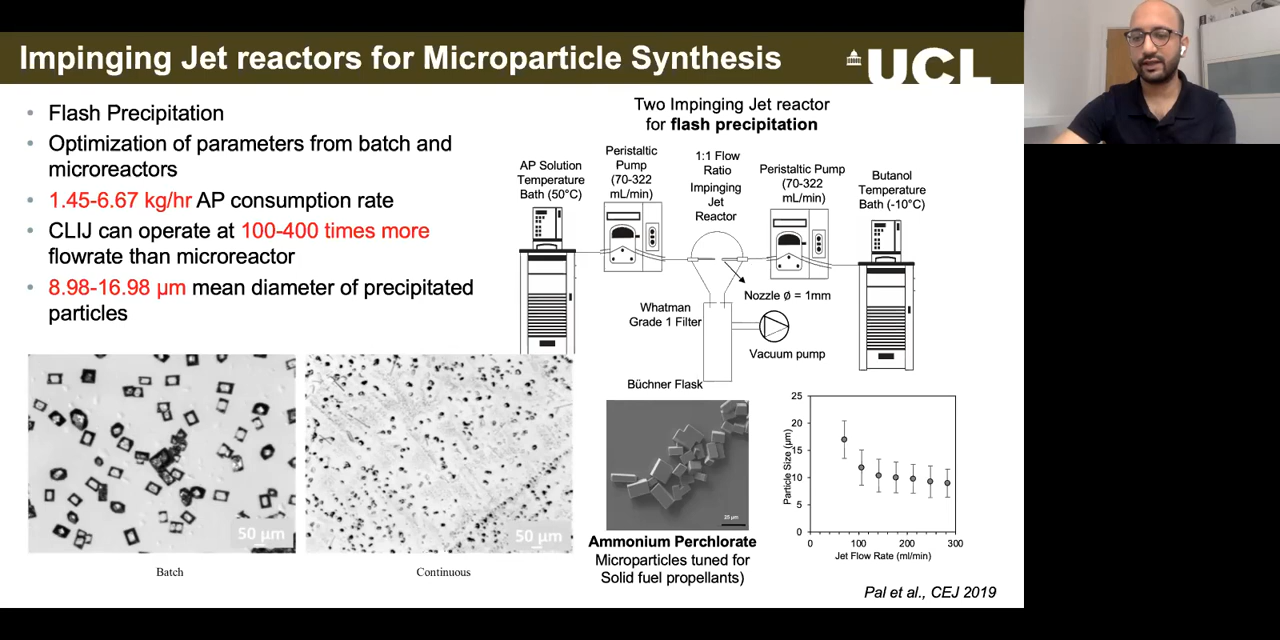 Impinging Jet reactors for Microparticle Synthesis
UCL
• Flash Precipitation
• Optimization of parameters from batch and
microreactors
• 1.45-6.67 kg/hr AP consumption rate
• CLIJ can operate at 100-400 times more
flowrate than microreactor
• 8.98-16.98 µm mean diameter of precipitated
particles
Two Impinging Jet reactor
for flash precipitation
AP Solution
Temperature
Bath (50°C)
Peristaltic
Pump
(70-322
mL/min)
1:1 Flow
Ratio
Impinging
Jet
Reactor
Peristaltic Pump
(70-322
mL/min)
Butanol
Temperature
Bath (-10°C)
Nozzle ϕ = 1mm
Whatman
Grade 1 Filter
Vacuum pump
Büchner Flask
50 µm
Batch
50 µm
Continuous
20 µm
Ammonium Perchlorate
Microparticles tuned for
Solid fuel propellants)
Particle Size (µm)
25
20
15
10
5
0
0
100
200
300
Jet Flow Rate (ml/min)
Pal et al., CEJ 2019